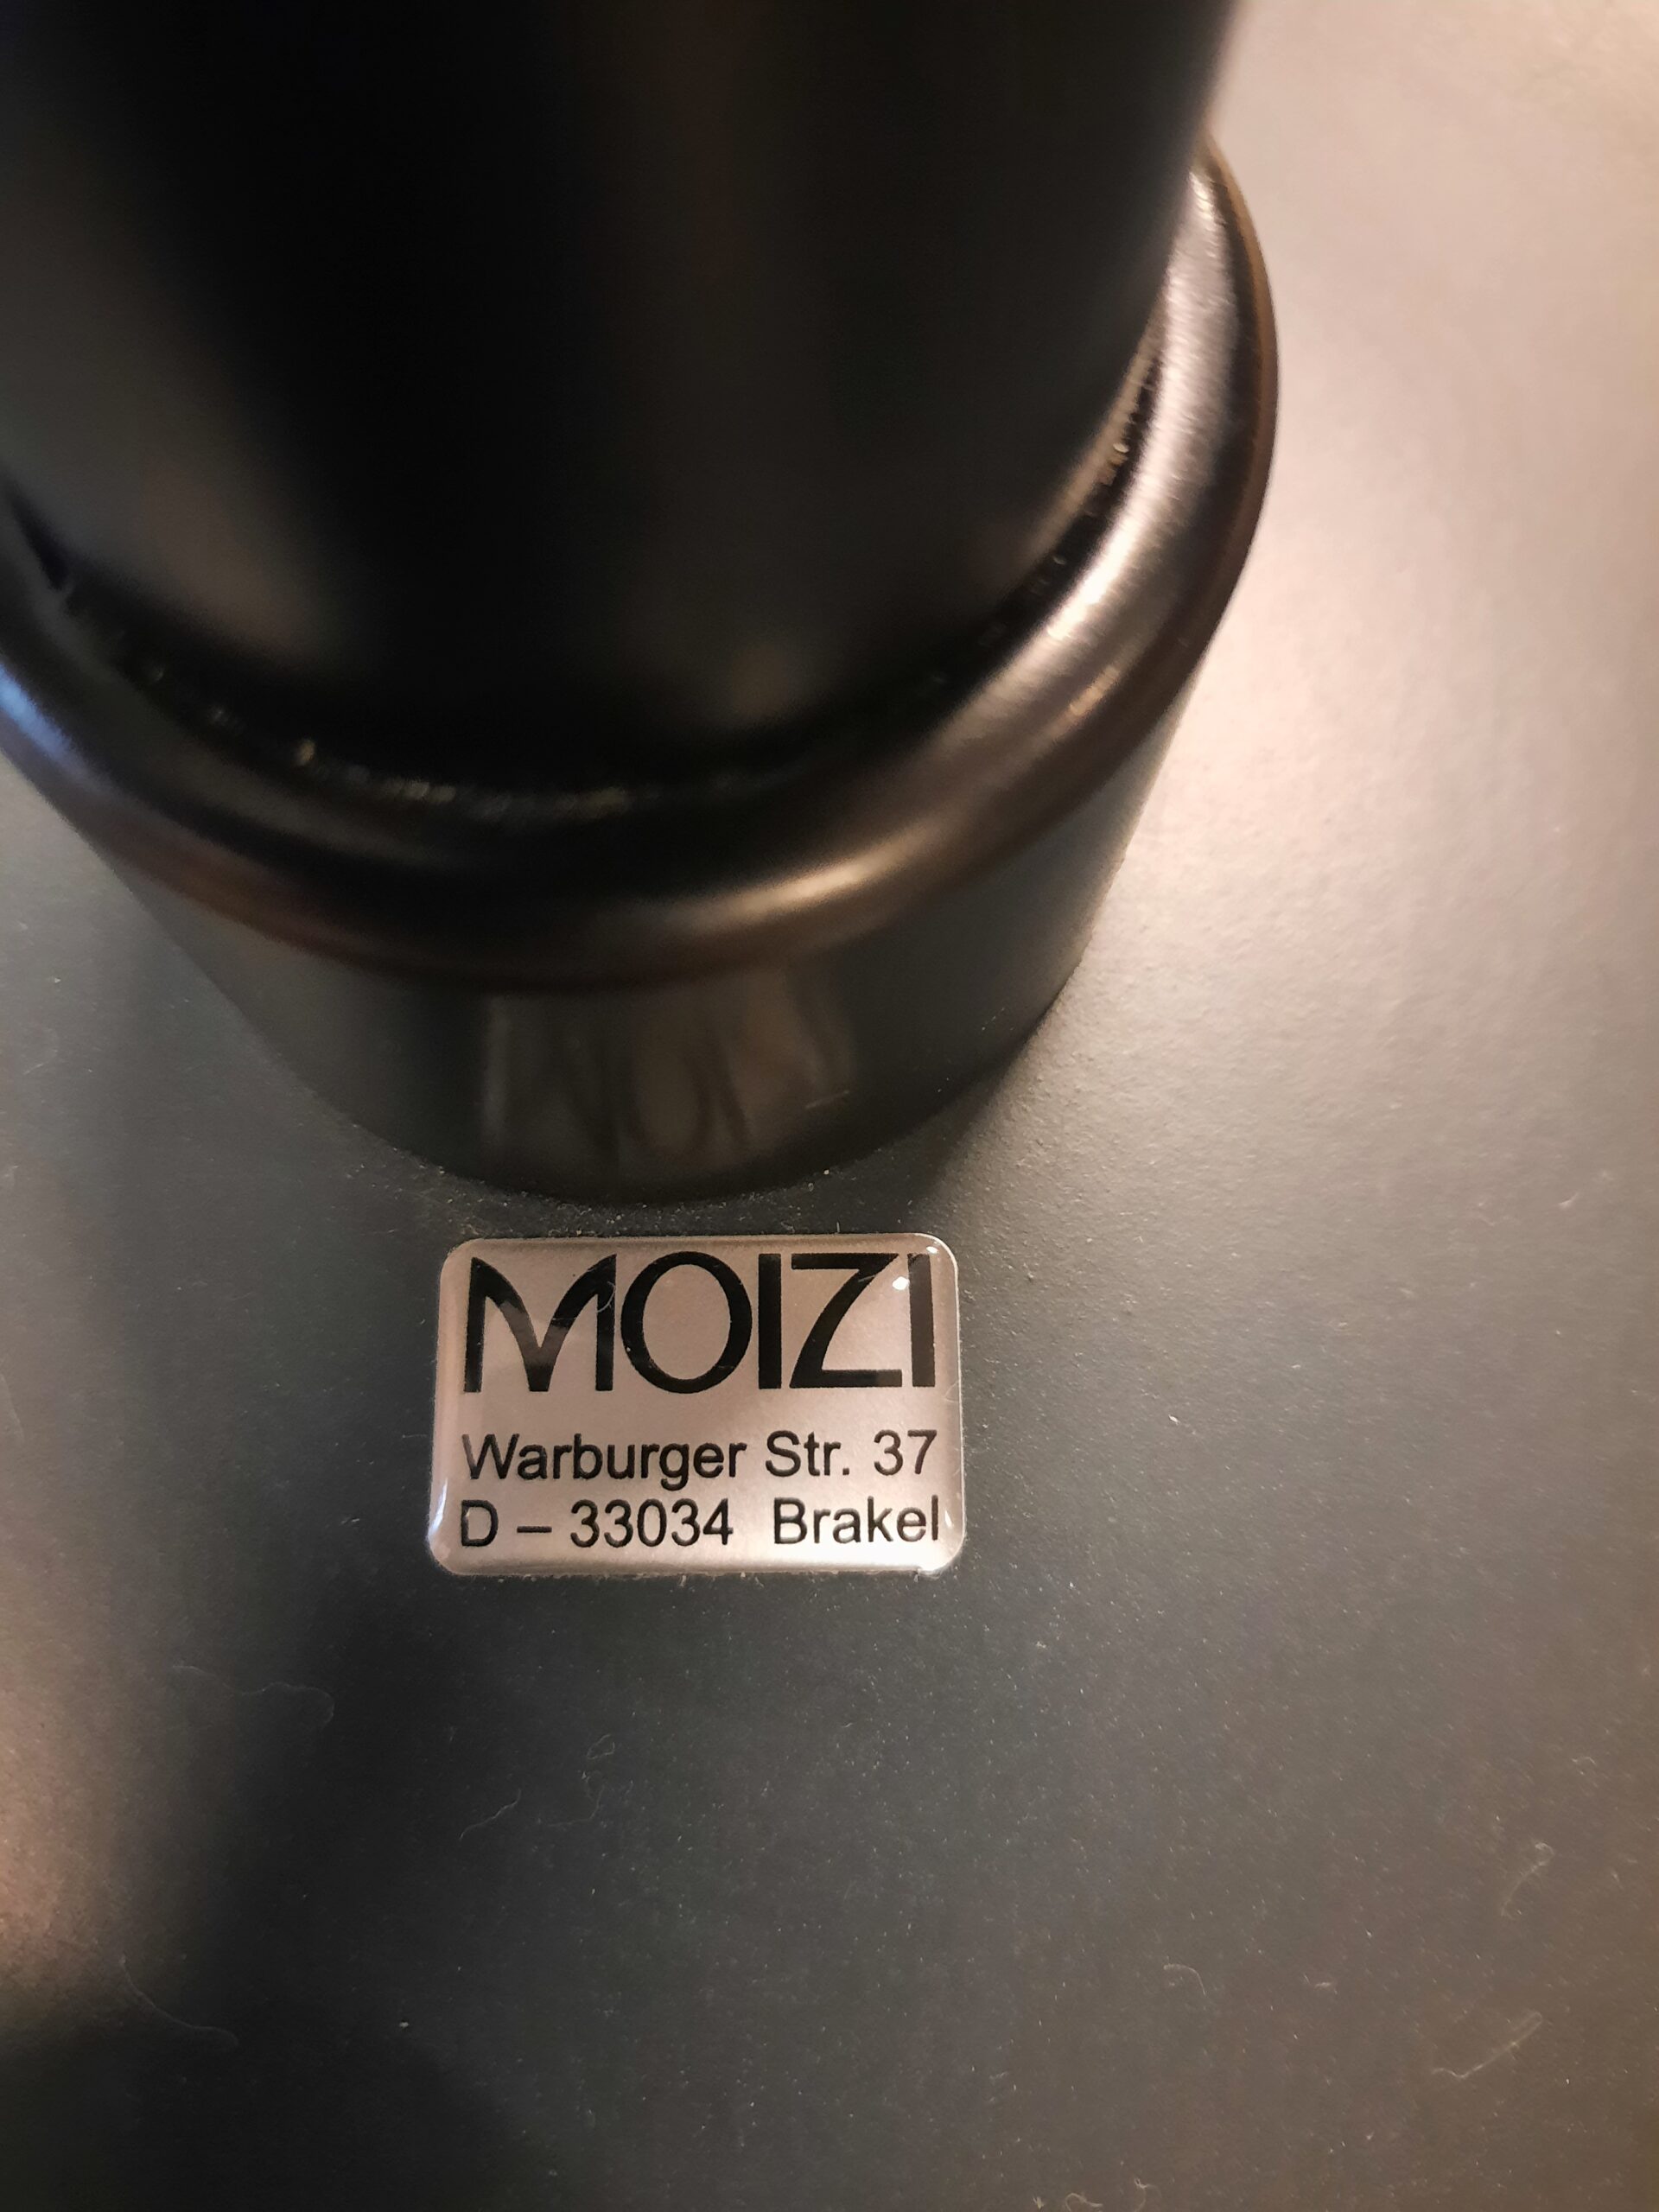 MOIZI
Warburger Str. 37
D – 33034 Brakel